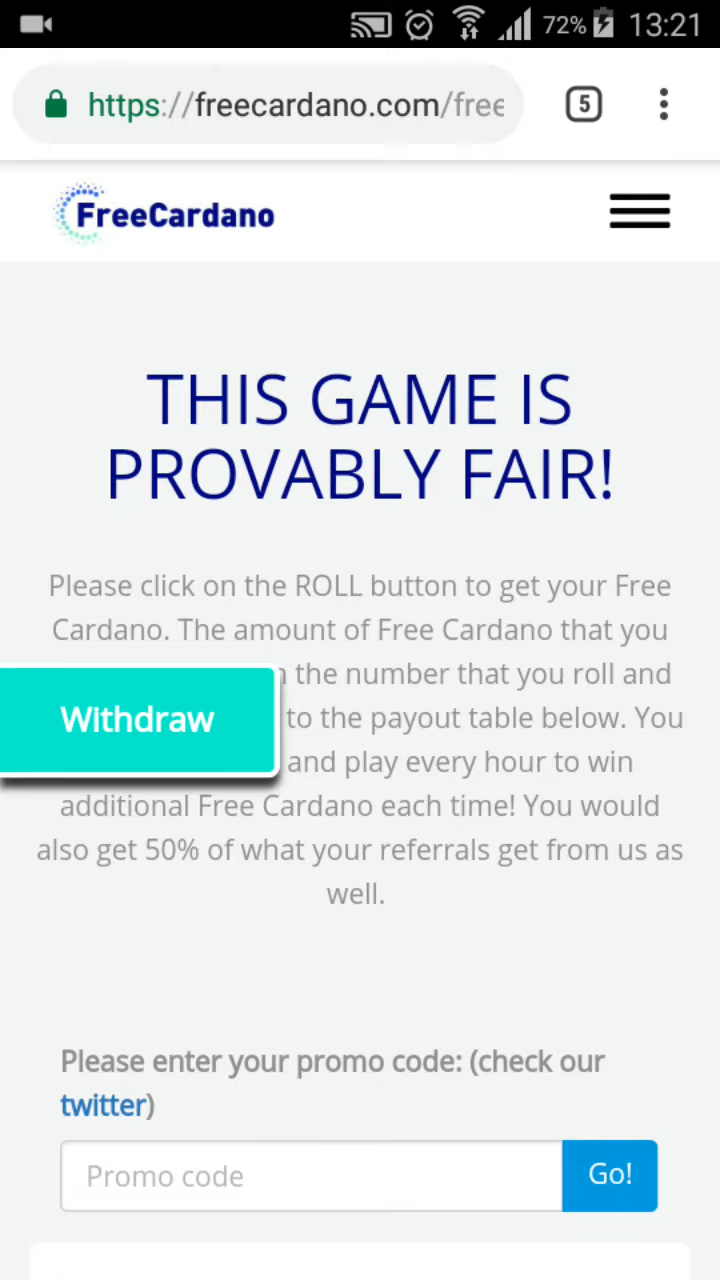 72% 13:21
https://freecardano.com/free
5
FreeCardano
THIS GAME IS
PROVABLY FAIR!
Please click on the ROLL button to get your Free
Cardano. The amount of Free Cardano that you
the number that you roll and
Withdraw
to the payout table below. You
and play every hour to win
additional Free Cardano each time! You would
also get 50% of what your referrals get from us as
well.
Please enter your promo code: (check our
twitter)
Promo code
Go!